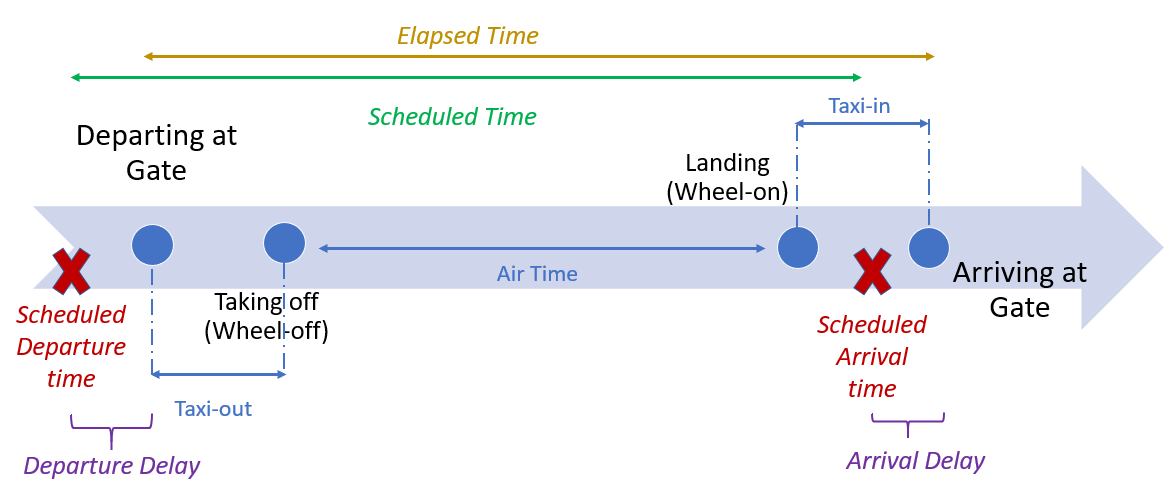 Elapsed Time
Scheduled Time
Taxi-in
Departing at
Gate
Landing
(Wheel-on)
Air Time
Arriving at
Gate
Taking off
(Wheel-off)
Scheduled
Departure
time
Scheduled
Arrival
time
Taxi-out
Departure Delay
Arrival Delay